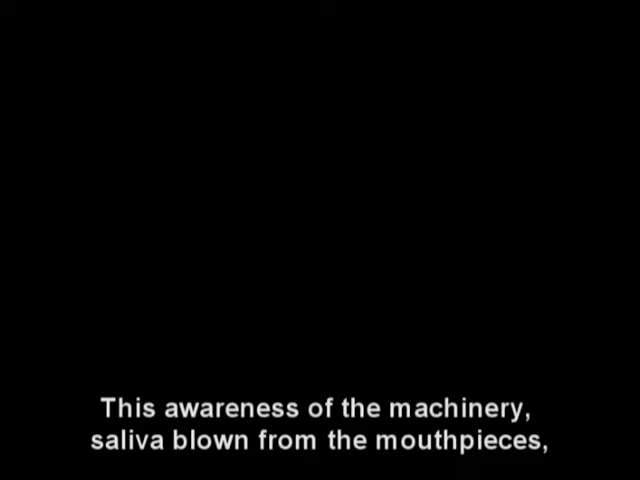 This awareness of the machinery,
saliva blown from the mouthpieces,